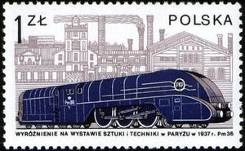 1 ZŁ POLSKA
WYRÓŻNIENIE NA WYSTAWIE SZTUKI i TECHNIKI w PARYŻU w 1937 r. Pm36